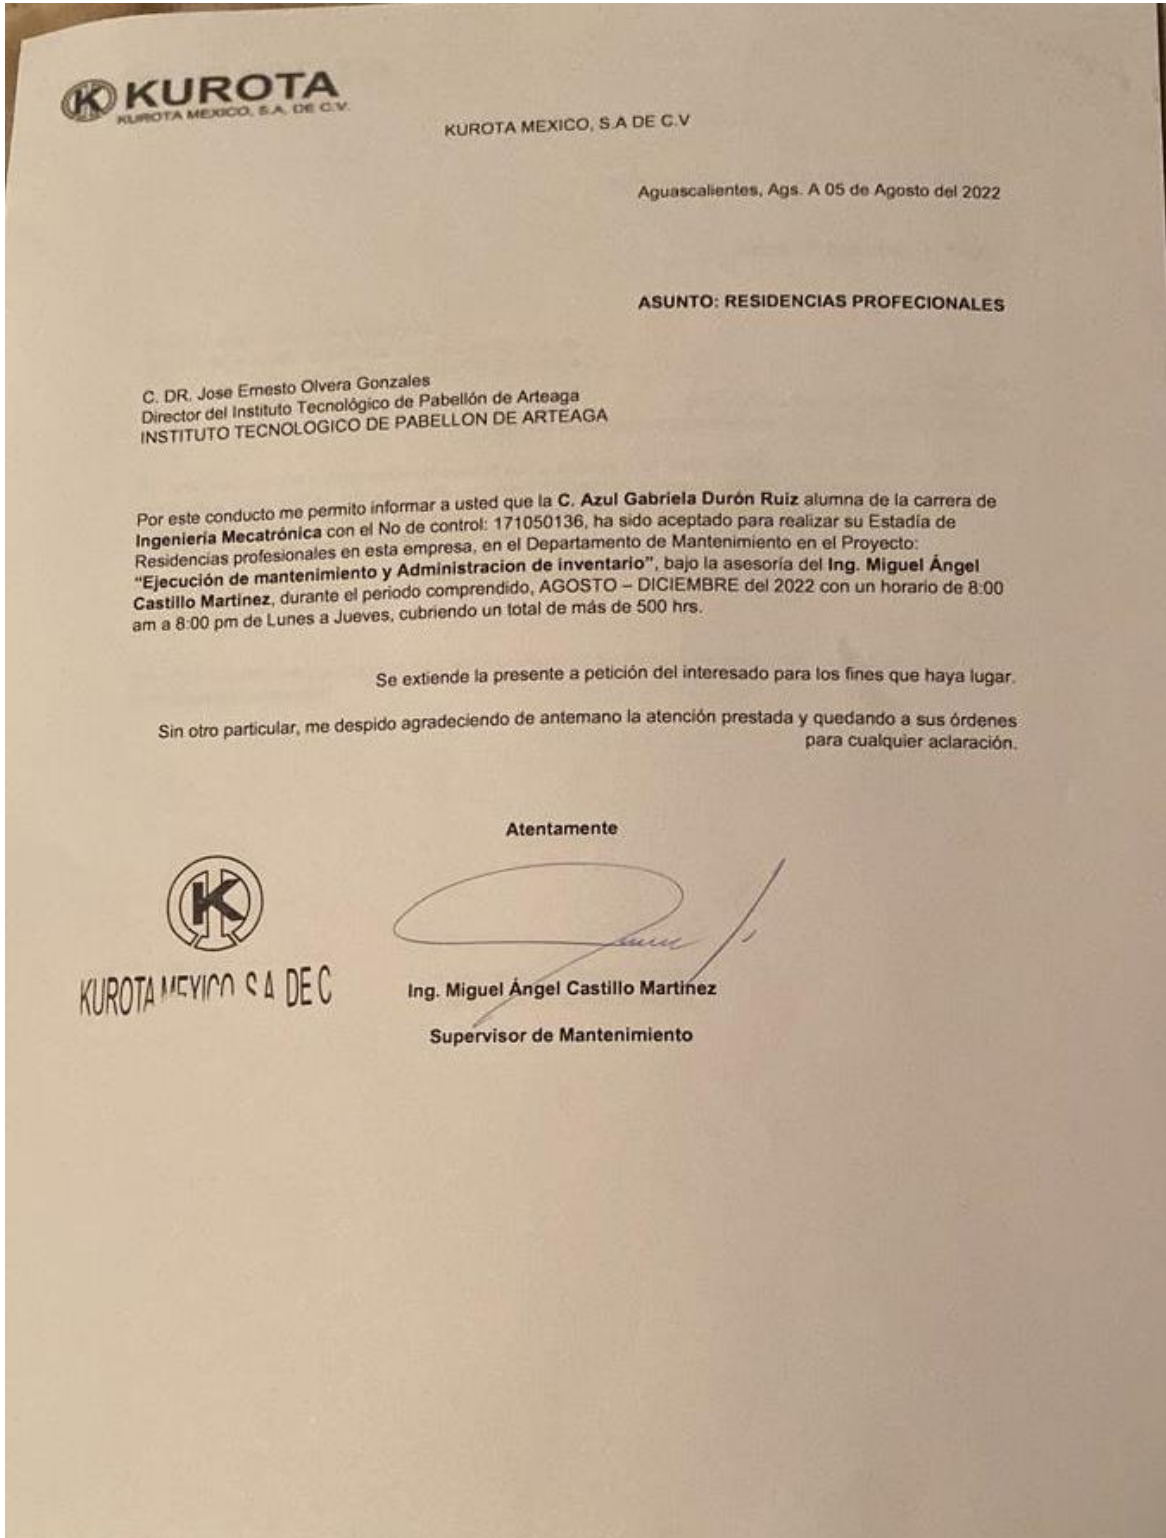 KUROTA
KUROTA MEXICO, S.A. DE C.V.
KUROTA MEXICO, S.A DE C.V
Aguascalientes, Ags. A 05 de Agosto del 2022
ASUNTO: RESIDENCIAS PROFECIONALES
C. DR. Jose Ernesto Olvera Gonzales
Director del Instituto Tecnológico de Pabellón de Arteaga
INSTITUTO TECNOLOGICO DE PABELLON DE ARTEAGA
Por este conducto me permito informar a usted que la C. Azul Gabriela Durón Ruiz alumna de la carrera de
Ingeniería Mecatrónica con el No de control: 171050136, ha sido aceptado para realizar su Estadía de
Residencias profesionales en esta empresa, en el Departamento de Mantenimiento en el Proyecto:
“Ejecución de mantenimiento y Administracion de inventario”, bajo la asesoría del Ing. Miguel Ángel
Castillo Martinez, durante el periodo comprendido, AGOSTO – DICIEMBRE del 2022 con un horario de 8:00
am a 8:00 pm de Lunes a Jueves, cubriendo un total de más de 500 hrs.
Se extiende la presente a petición del interesado para los fines que haya lugar.
Sin otro particular, me despido agradeciendo de antemano la atención prestada y quedando a sus órdenes
para cualquier aclaración.
Atentamente
K
KUROTA MEXICO S A DE C
Ing. Miguel Ángel Castillo Martinez
Supervisor de Mantenimiento